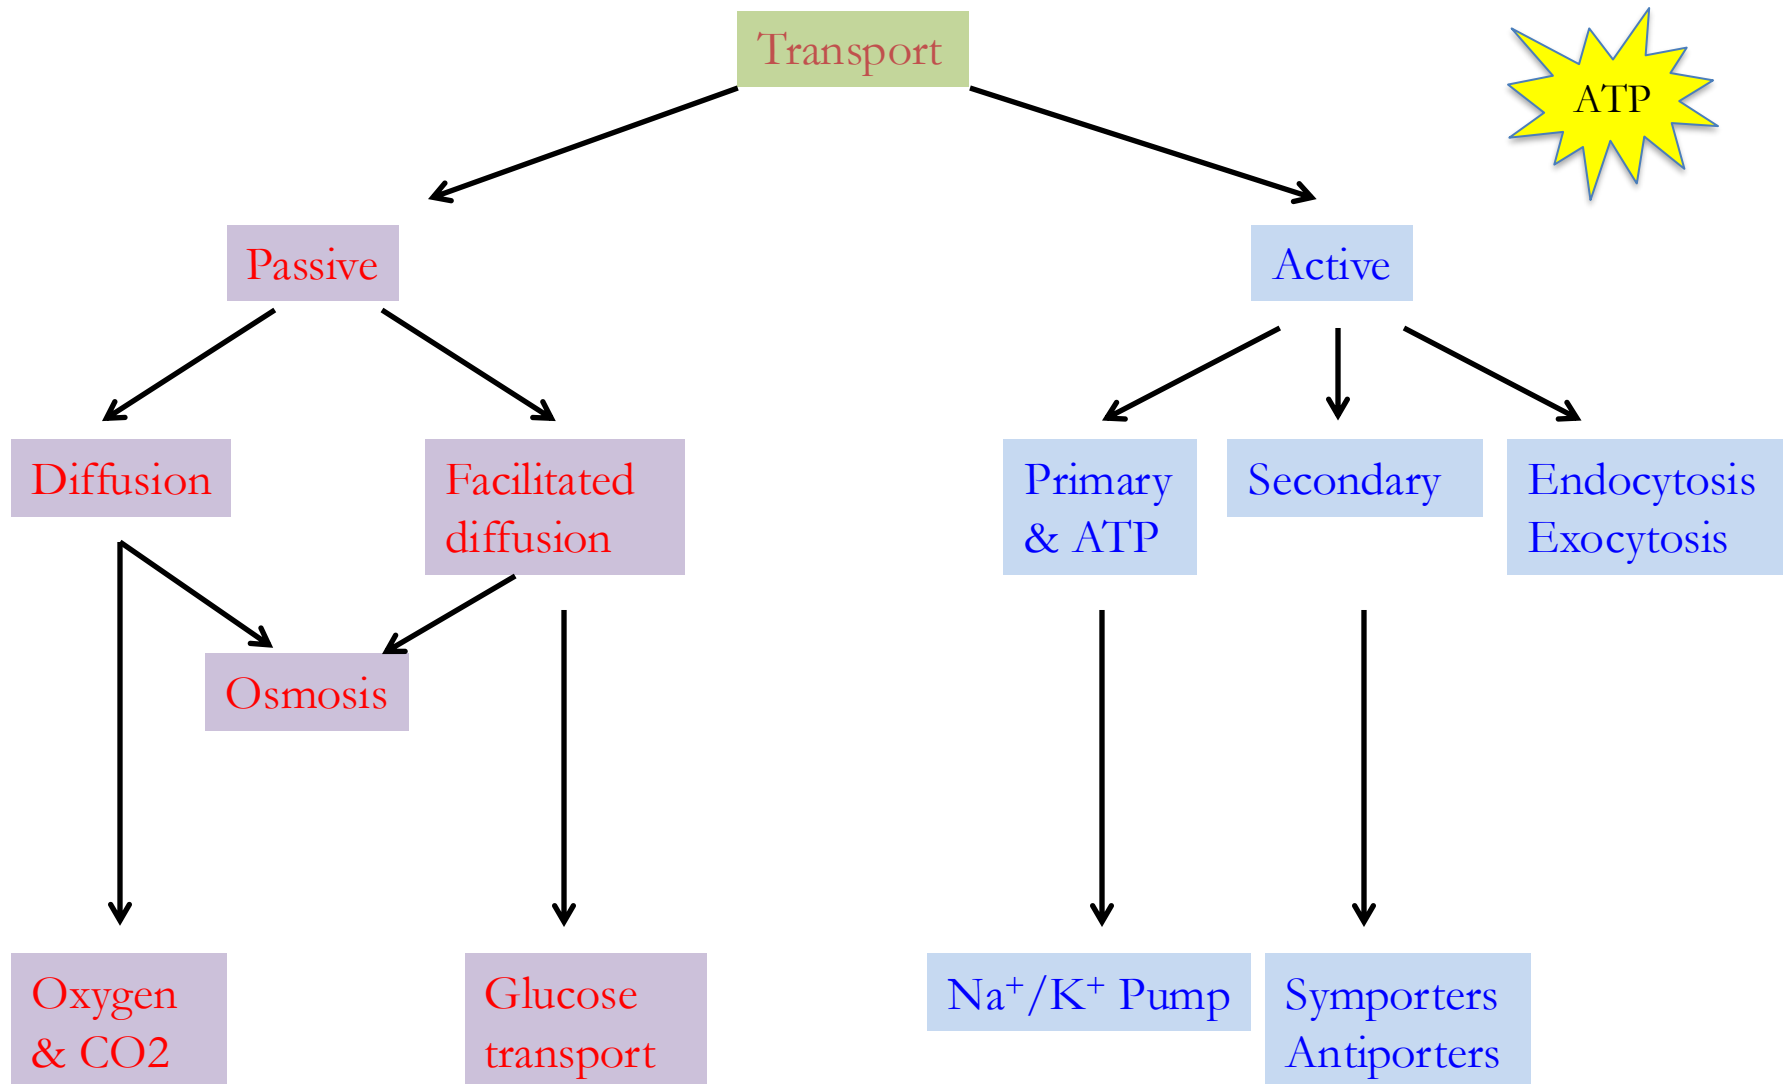 Transport
ATP
Passive
Active
Diffusion
Facilitated
diffusion
Primary
& ATP
Secondary
Endocytosis
Exocytosis
Osmosis
Oxygen
& CO2
Glucose
transport
Na⁺/K⁺ Pump
Symporters
Antiporters